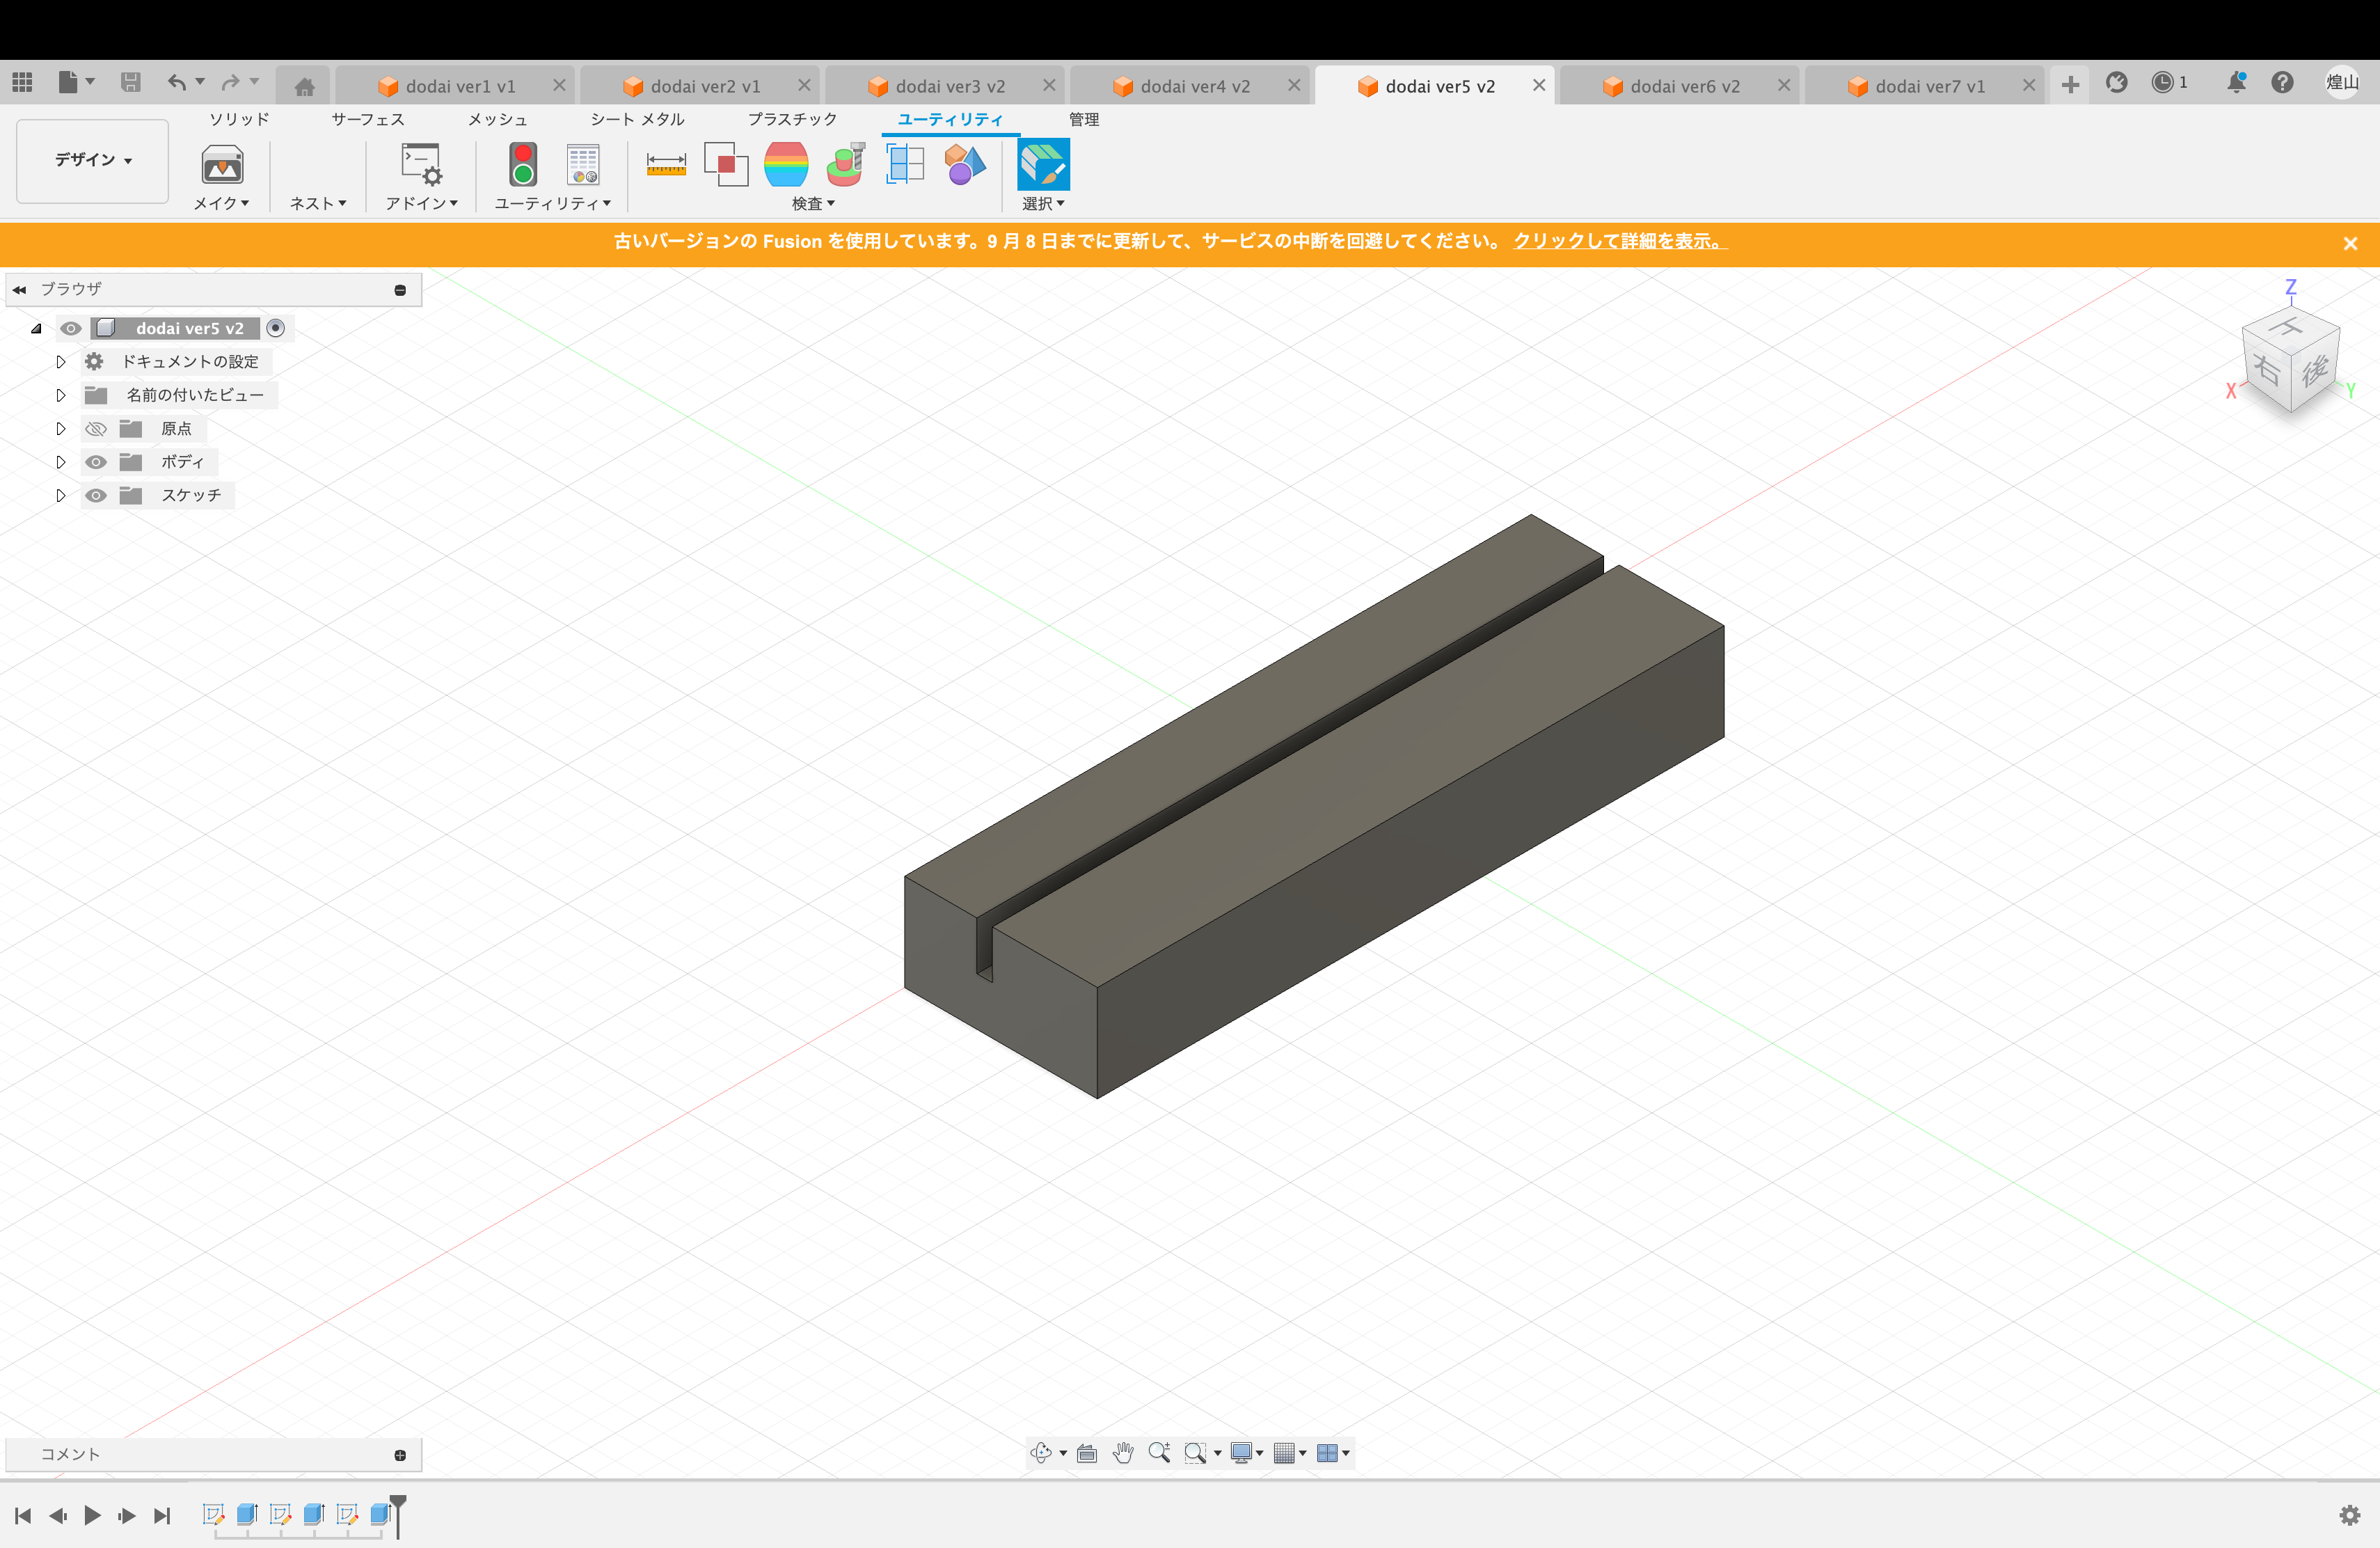 dodai ver1 v1
dodai ver2 v1
dodai ver3 v2
dodai ver4 v2
dodai ver5 v2
dodai ver6 v2
dodai ver7 v1
1
煌山
デザイン
ソリッド
サーフェス
メッシュ
シート メタル
プラスチック
ユーティリティ
管理
メイク
ネスト
アドイン
ユーティリティ
検査
選択
古いバージョンの Fusion を使用しています。9 月 8 日までに更新して、サービスの中断を回避してください。 クリックして詳細を表示。
ブラウザ
dodai ver5 v2
ドキュメントの設定
名前の付いたビュー
原点
ボディ
スケッチ
Z
上
右
後
X
Y
コメント